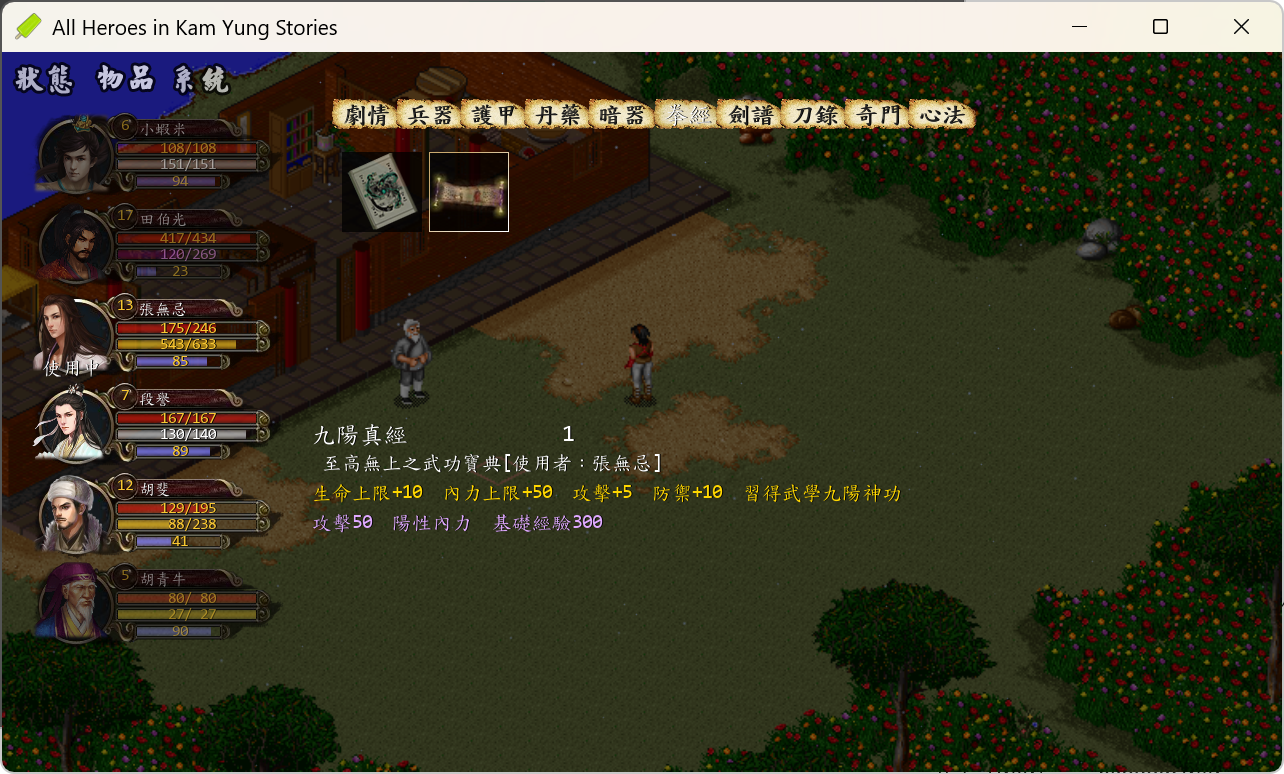 All Heroes in Kam Yung Stories
狀態 物品 系統
劇情 兵器 護甲 丹藥 暗器 拳經 劍譜 刀錄 奇門 心法
6 小蝦米
108/108
151/151
94
17 田伯光
417/434
120/269
23
13 張無忌
175/246
543/633
85
使用中
7 段譽
167/167
130/140
89
12 胡斐
129/195
88/238
41
5 胡青牛
80/ 80
27/ 27
90
九陽真經 1
至高無上之武功寶典[使用者：張無忌]
生命上限+10 內力上限+50 攻擊+5 防禦+10 習得武學九陽神功
攻擊50 陽性內力 基礎經驗300